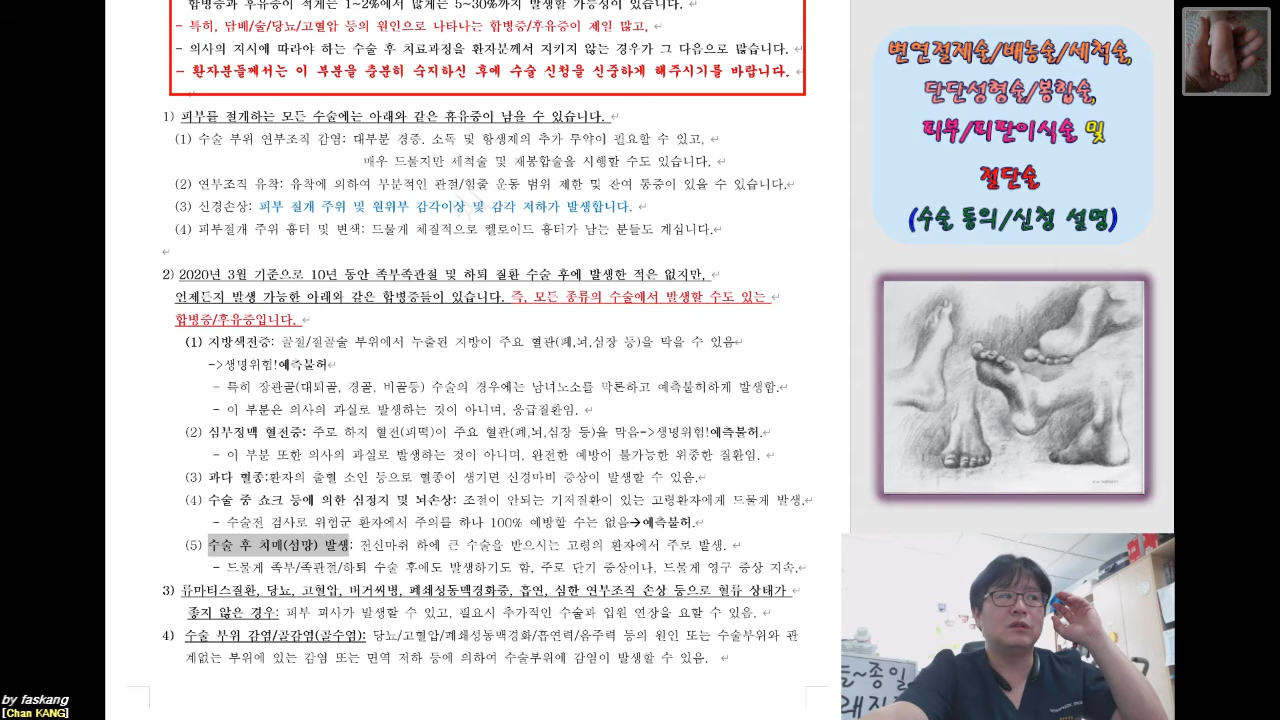 합병증과 후유증이 적게는 1~2%에서 많게는 5~30%까지 발생할 가능성이 있습니다.
- 특히, 담배/술/당뇨/고혈압 등의 원인으로 나타나는 합병증/후유증이 제일 많고,
- 의사의 지시에 따라야 하는 수술 후 치료과정을 환자분께서 지키지 않는 경우가 그 다음으로 많습니다.
- 환자분들께서는 이 부분을 충분히 숙지하신 후에 수술 신청을 신중하게 해주시기를 바랍니다.
1) 피부를 절개하는 모든 수술에는 아래와 같은 휴유증이 남을 수 있습니다.
(1) 수술 부위 연부조직 감염: 대부분 경증. 소독 및 항생제의 추가 투약이 필요할 수 있고,
매우 드물지만 세척술 및 재봉합술을 시행할 수도 있습니다.
(2) 연부조직 유착: 유착에 의하여 부분적인 관절/힘줄 운동 범위 제한 및 잔여 통증이 있을 수 있습니다.
(3) 신경손상: 피부 절개 주위 및 원위부 감각이상 및 감각 저하가 발생합니다.
(4) 피부절개 주위 흉터 및 변색: 드물게 체질적으로 켈로이드 흉터가 남는 분들도 계십니다.
2) 2020년 3월 기준으로 10년 동안 족부족관절 및 하퇴 질환 수술 후에 발생한 적은 없지만,
언제든지 발생 가능한 아래와 같은 합병증들이 있습니다. 즉, 모든 종류의 수술에서 발생할 수도 있는
합병증/후유증입니다.
(1) 지방색전증: 골절/절골술 부위에서 누출된 지방이 주요 혈관(폐,뇌,심장 등)을 막을 수 있음
->생명위험!예측불허
- 특히 장관골(대퇴골, 경골, 비골등) 수술의 경우에는 남녀노소를 막론하고 예측불허하게 발생함.
- 이 부분은 의사의 과실로 발생하는 것이 아니며, 응급질환임.
(2) 심부정맥 혈전증: 주로 하지 혈전(피떡)이 주요 혈관(폐,뇌,심장 등)을 막음->생명위험!예측불허.
- 이 부분 또한 의사의 과실로 발생하는 것이 아니며, 완전한 예방이 불가능한 위중한 질환임.
(3) 과다 혈종:환자의 출혈 소인 등으로 혈종이 생기면 신경마비 증상이 발생할 수 있음.
(4) 수술 중 쇼크 등에 의한 심정지 및 뇌손상: 조절이 안되는 기저질환이 있는 고령환자에게 드물게 발생.
- 수술전 검사로 위험군 환자에서 주의를 하나 100% 예방할 수는 없음→예측불허.
(5) 수술 후 치매(섬망) 발생: 전신마취 하에 큰 수술을 받으시는 고령의 환자에서 주로 발생.
- 드물게 족부/족관절/하퇴 수술 후에도 발생하기도 함, 주로 단기 증상이나, 드물게 영구 증상 지속.
3) 류마티스질환, 당뇨, 고혈압, 버거씨병, 폐쇄성동맥경화증, 흡연, 심한 연부조직 손상 등으로 혈류 상태가
좋지 않은 경우: 피부 괴사가 발생할 수 있고, 필요시 추가적인 수술과 입원 연장을 요할 수 있음.
4) 수술 부위 감염/골감염(골수염): 당뇨/고혈압/폐쇄성동맥경화/흡연력/음주력 등의 원인 또는 수술부위와 관
계없는 부위에 있는 감염 또는 면역 저하 등에 의하여 수술부위에 감염이 발생할 수 있음.
변연절제술/배농술/세척술,
단단성형술/봉합술,
피부/피판이식술 및
절단술
(수술 동의/신청 설명)
by faskang
[Chan KANG]